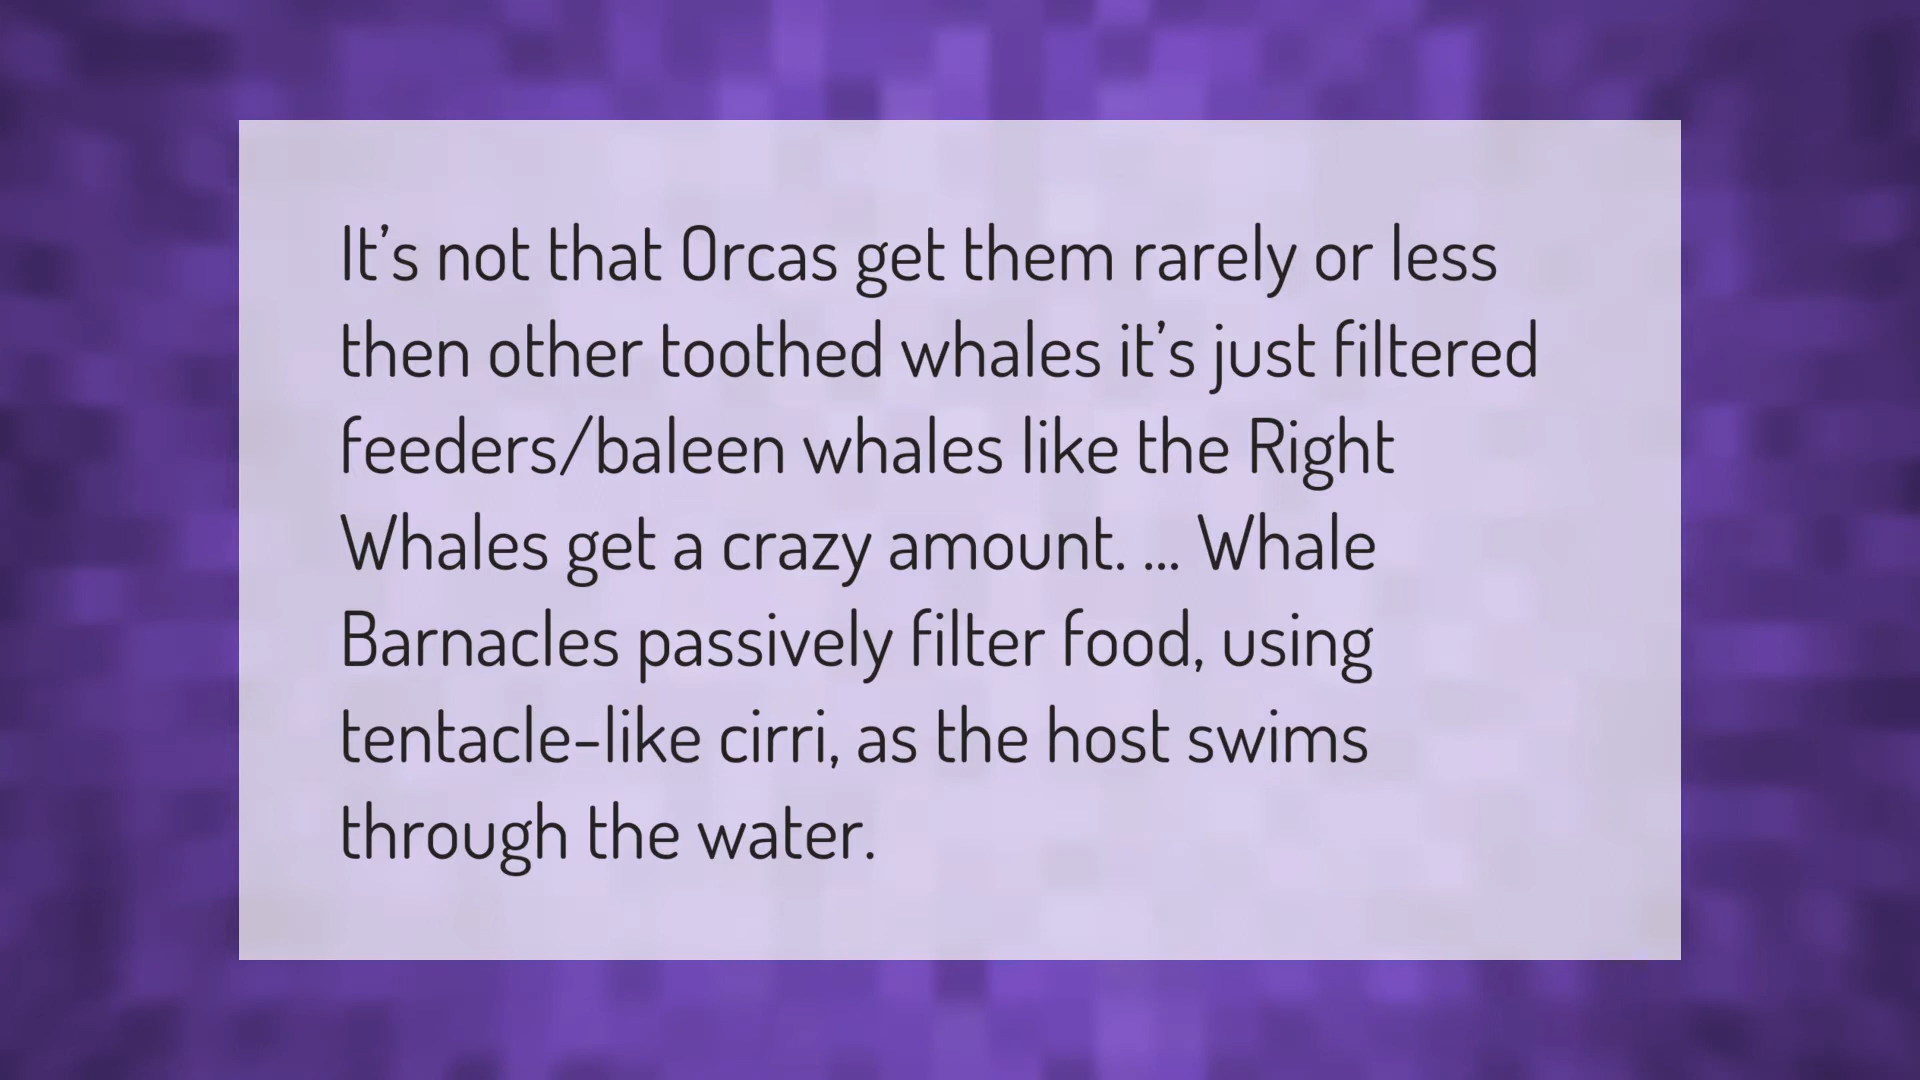 It’s not that Orcas get them rarely or less
then other toothed whales it’s just filtered
feeders/baleen whales like the Right
Whales get a crazy amount. ... Whale
Barnacles passively filter food, using
tentacle-like cirri, as the host swims
through the water.